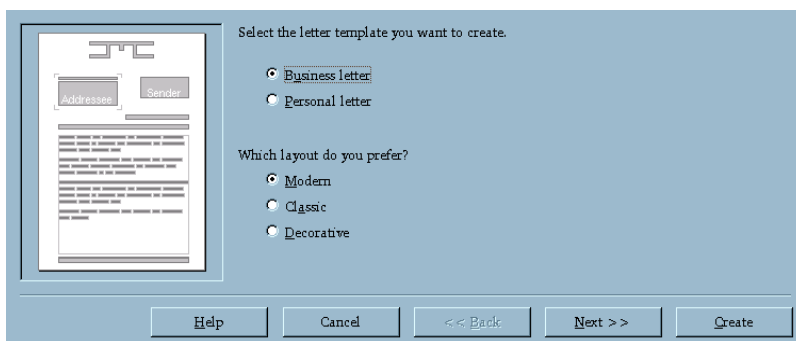 Select the letter template you want to create.
Business letter
Personal letter
Addressee
Sender
Which layout do you prefer?
Modern
Classic
Decorative
Help
Cancel
<< Back
Next >>
Create